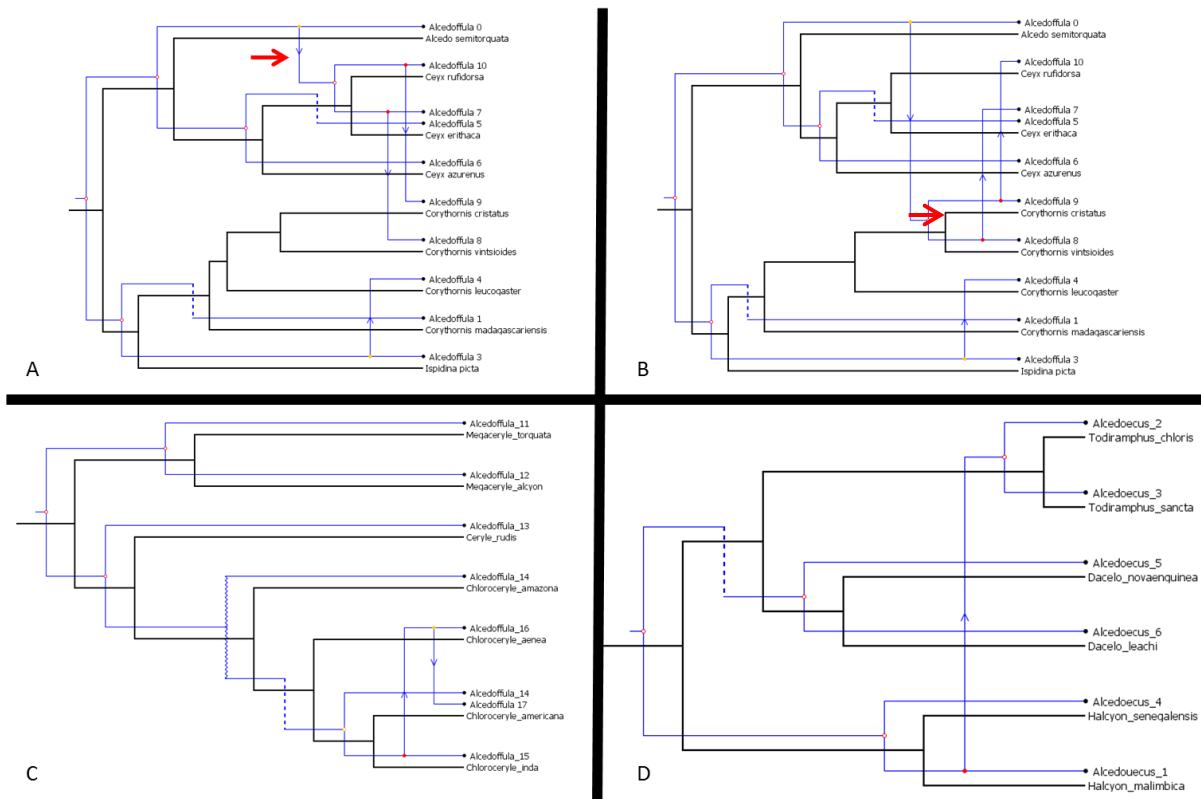 Alcedoffula 0
Alcedo semitorquata
Alcedoffula 10
Ceyx rufidorsa
Alcedoffula 7
Alcedoffula 5
Ceyx erithaca
Alcedoffula 6
Ceyx azurenus
Alcedoffula 9
Corythornis cristatus
Alcedoffula 8
Corythornis vintsioides
Alcedoffula 4
Corythornis leucogaster
Alcedoffula 1
Corythornis madagascariensis
Alcedoffula 3
Ispidina picta
A
Alcedoffula 0
Alcedo semitorquata
Alcedoffula 10
Ceyx rufidorsa
Alcedoffula 7
Alcedoffula 5
Ceyx erithaca
Alcedoffula 6
Ceyx azurenus
Alcedoffula 9
Corythornis cristatus
Alcedoffula 8
Corythornis vintsioides
Alcedoffula 4
Corythornis leucogaster
Alcedoffula 1
Corythornis madagascariensis
Alcedoffula 3
Ispidina picta
B
Alcedoffula_11
Megaceryle_torquata
Alcedoffula_12
Megaceryle_alcyon
Alcedoffula_13
Ceryle_rudis
Alcedoffula_14
Chloroceryle_amazona
Alcedoffula_16
Chloroceryle_aenea
Alcedoffula_14
Alcedoffula 17
Chloroceryle_americana
Alcedoffula_15
Chloroceryle_inda
C
Alcedoecus_2
Todiramphus_chloris
Alcedoecus_3
Todiramphus_sancta
Alcedoecus_5
Dacelo_novaenquinea
Alcedoecus_6
Dacelo_leachi
Alcedoecus_4
Halcyon_senegalensis
Alcedouecus_1
Halcyon_malimbica
D